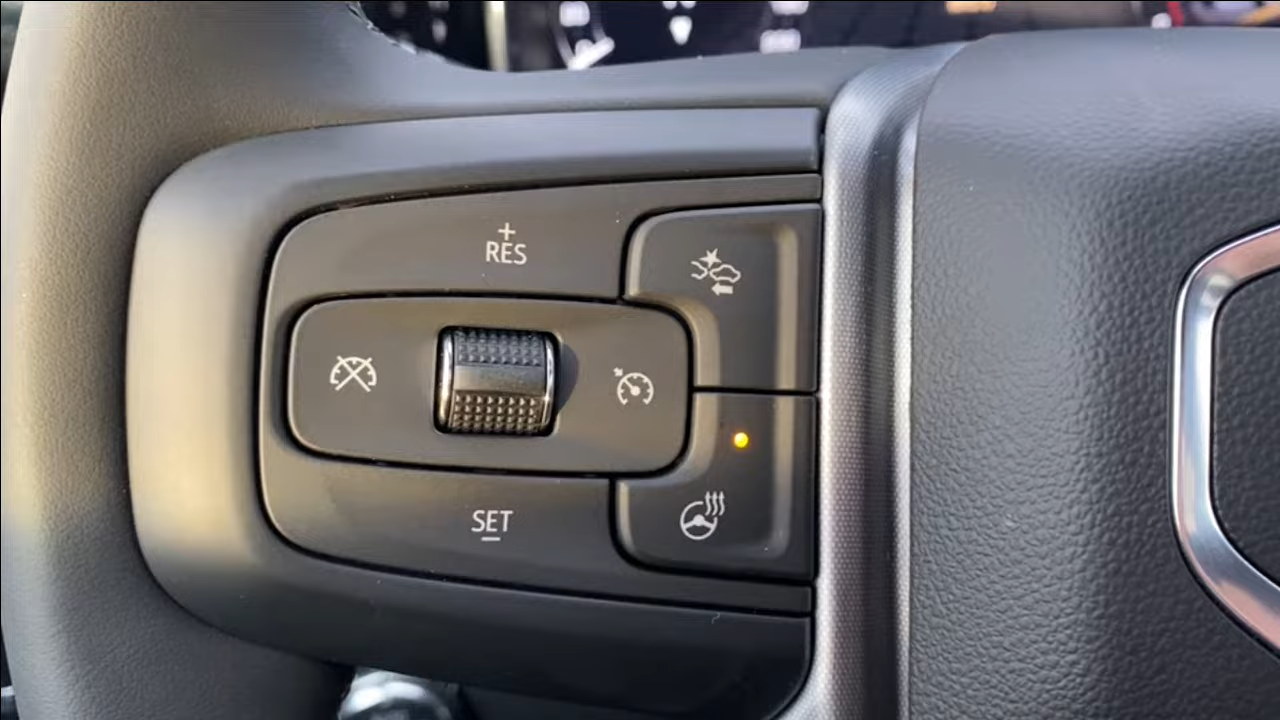 +
RES
SET
–